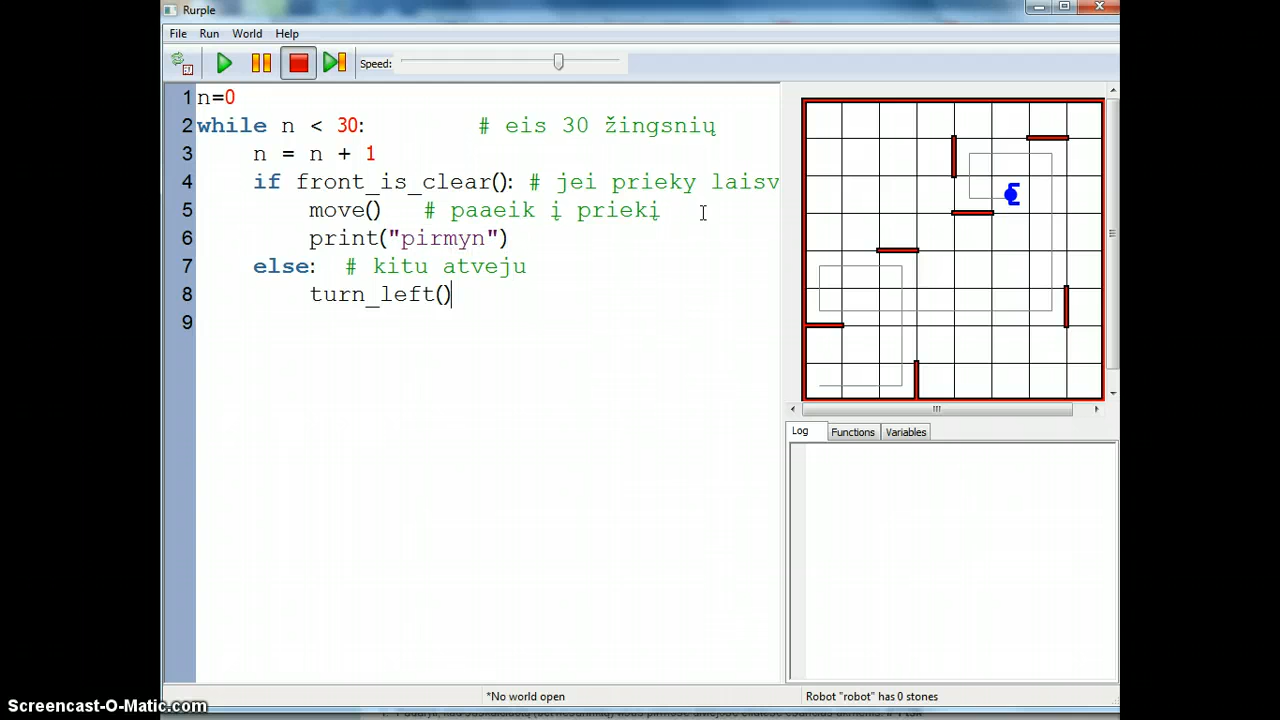 Rurple
File Run World Help
Speed:
1 n=0
2 while n < 30: # eis 30 žingsnių
3 n = n + 1
4 if front_is_clear(): # jei prieky laisv
5 move() # paaeik į priekį
6 print("pirmyn")
7 else: # kitu atveju
8 turn_left()
9
Log Functions Variables
*No world open Robot "robot" has 0 stones
Screencast-O-Matic.com